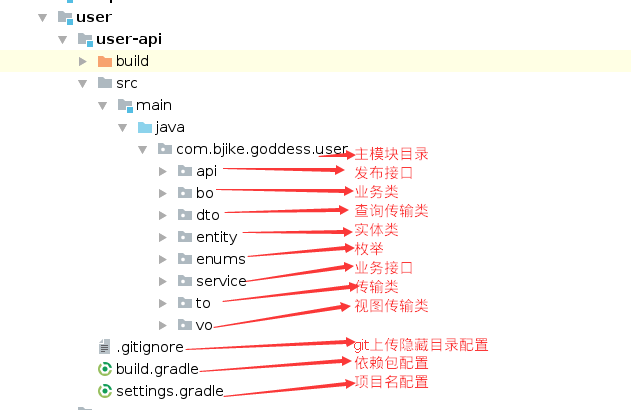 user
user-api
build
src
main
java
com.bjike.goddess.user 主模块目录
api 发布接口
bo 业务类
dto 查询传输类
entity 实体类
enums 枚举
service 业务接口
to 传输类
vo 视图传输类
.gitignore git上传隐藏目录配置
build.gradle 依赖包配置
settings.gradle 项目名配置